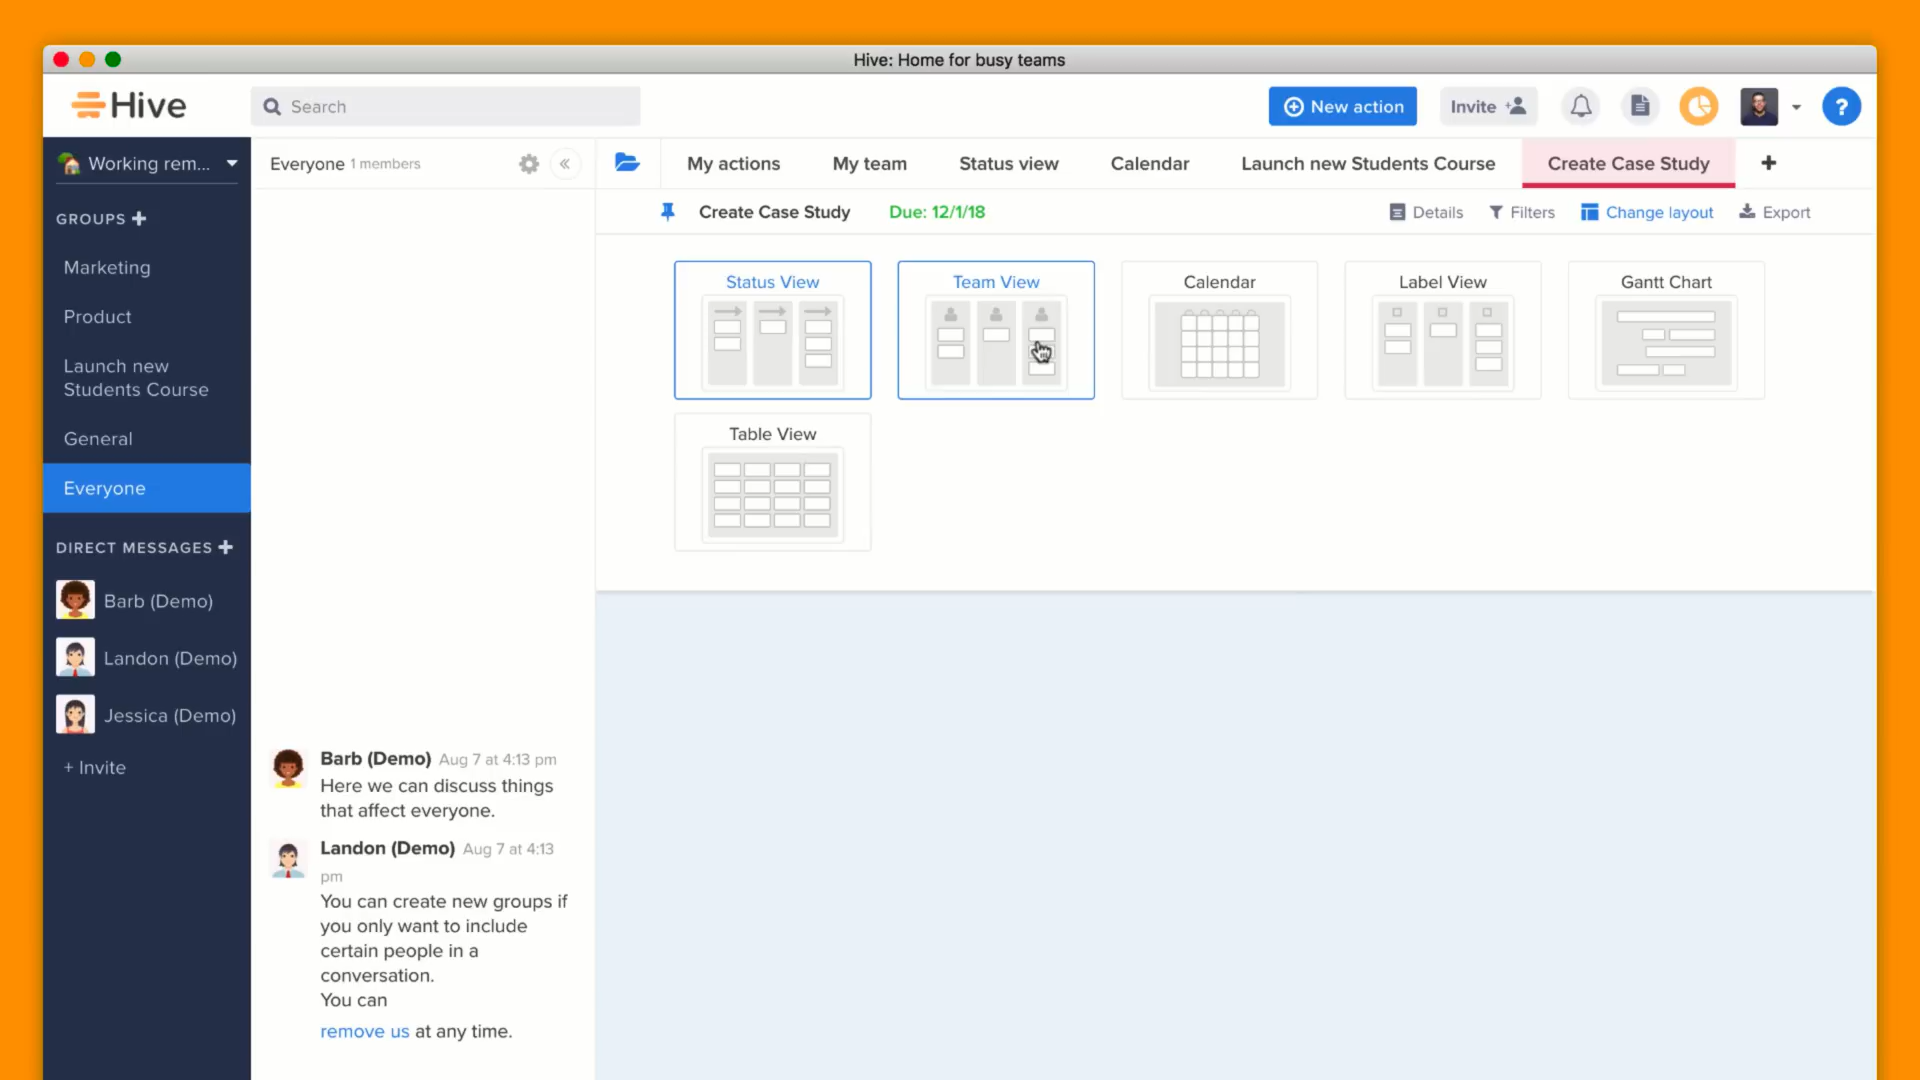 Hive: Home for busy teams
Hive
Search
New action
Invite
?
Working rem...
Everyone 1 members
My actions
My team
Status view
Calendar
Launch new Students Course
Create Case Study
GROUPS
Marketing
Product
Launch new
Students Course
General
Everyone
DIRECT MESSAGES
Barb (Demo)
Landon (Demo)
Jessica (Demo)
+ Invite
Barb (Demo) Aug 7 at 4:13 pm
Here we can discuss things
that affect everyone.
Landon (Demo) Aug 7 at 4:13
pm
You can create new groups if
you only want to include
certain people in a
conversation.
You can
remove us at any time.
Create Case Study
Due: 12/1/18
Details
Filters
Change layout
Export
Status View
Team View
Calendar
Label View
Gantt Chart
Table View